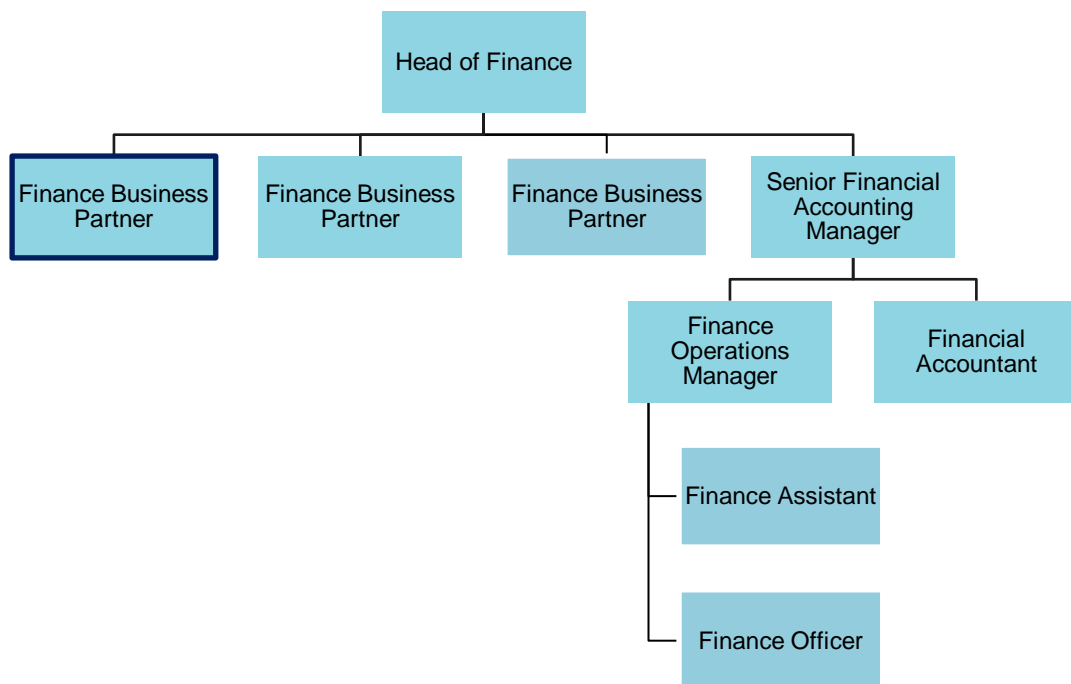 Head of Finance
Finance Business
Partner
Finance Business
Partner
Finance Business
Partner
Senior Financial
Accounting
Manager
Finance
Operations
Manager
Financial
Accountant
Finance Assistant
Finance Officer